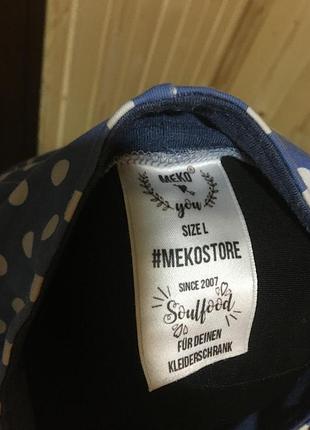 MEKO®
you
SIZE L
#MEKOSTORE
SINCE 2007
Soulfood
FÜR DEINEN
KLEIDERSCHRANK